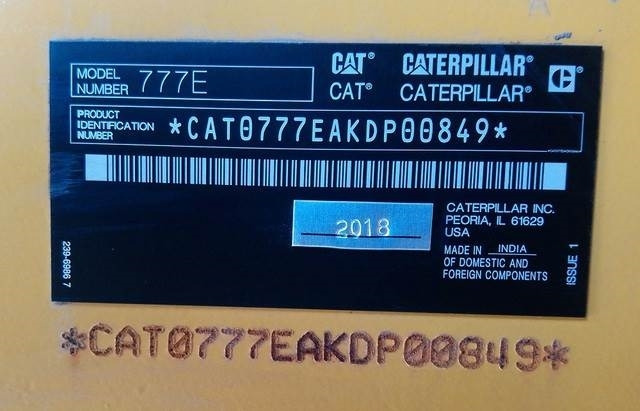 MODEL NUMBER 777E
CAT® CATERPILLAR®
CAT® CATERPILLAR®
PRODUCT IDENTIFICATION NUMBER *CAT0777EAKDP00849*
2018
CATERPILLAR INC.
PEORIA, IL 61629
USA
MADE IN INDIA
OF DOMESTIC AND
FOREIGN COMPONENTS
239-6986 7
ISSUE 1
*CAT0777EAKDP00849*